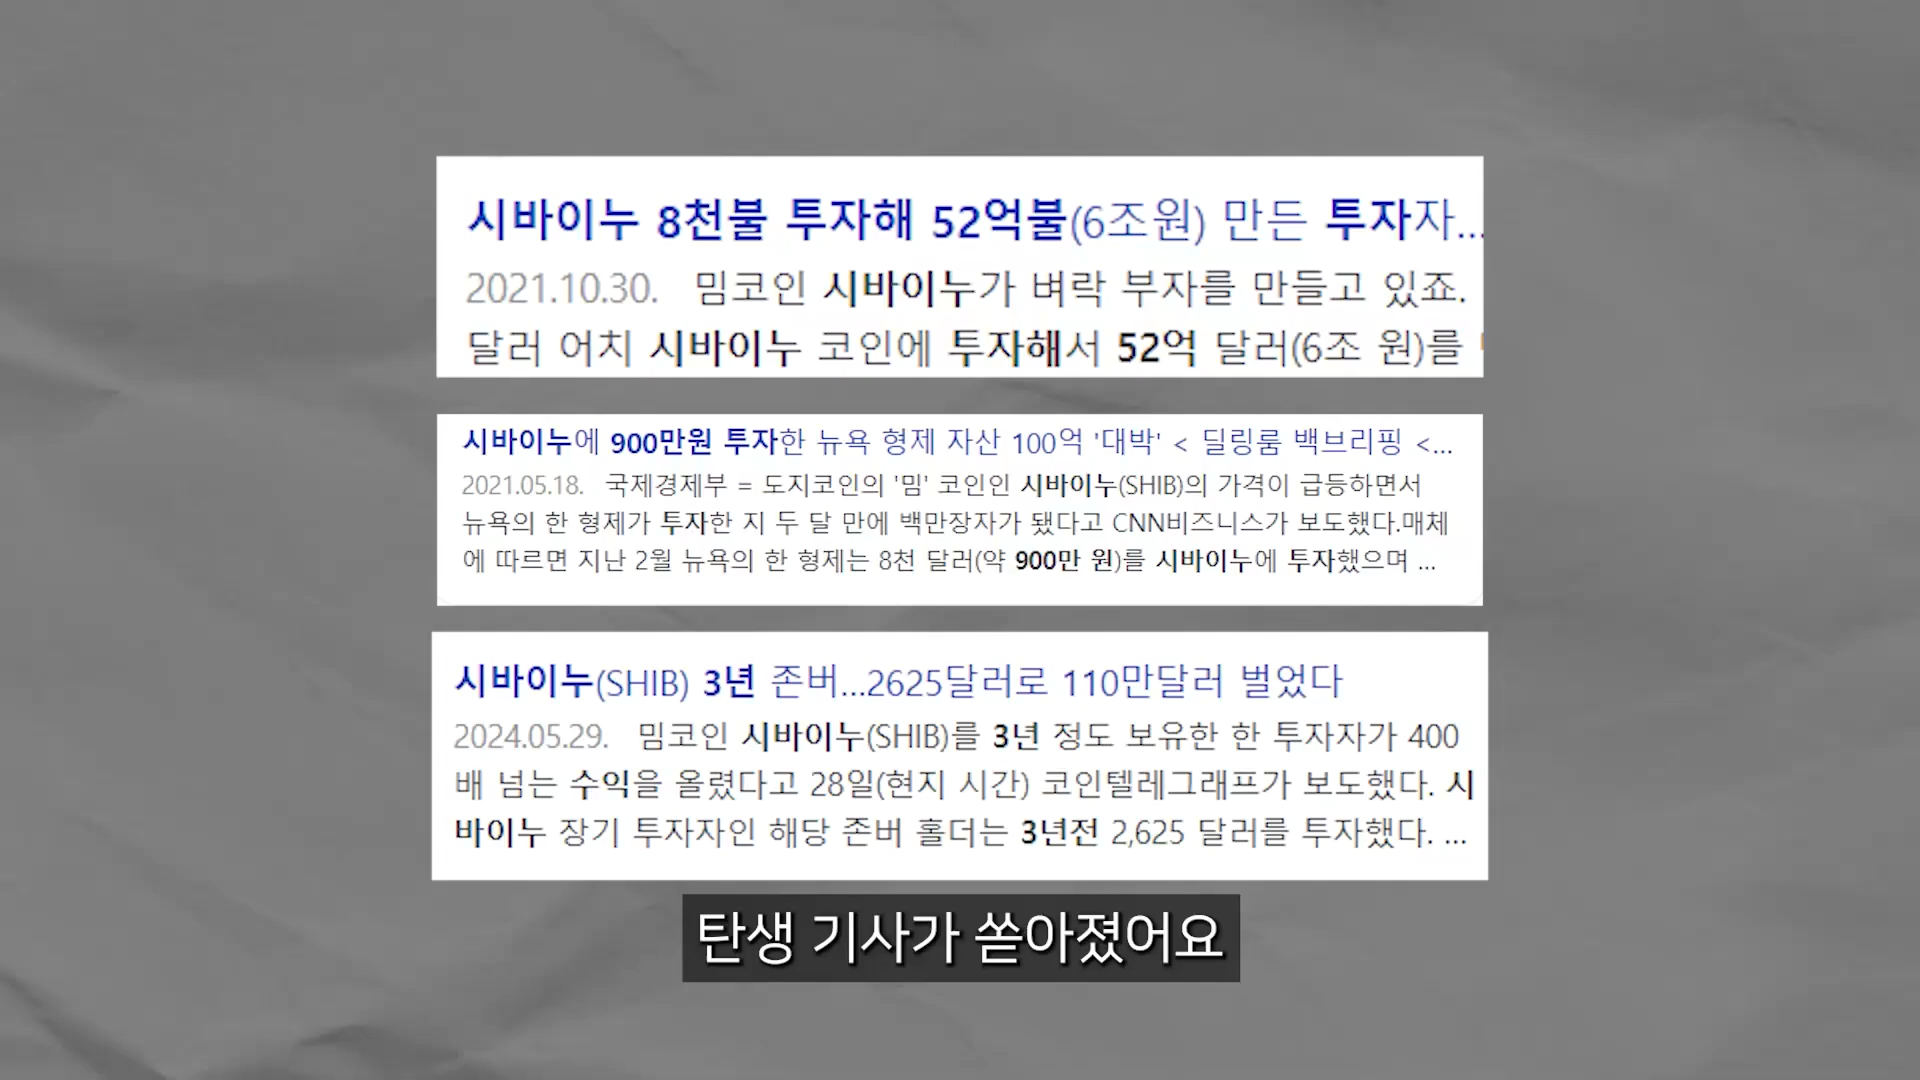 시바이누 8천불 투자해 52억불(6조원) 만든 투자자...
2021.10.30. 밈코인 시바이누가 벼락 부자를 만들고 있죠.
달러 어치 시바이누 코인에 투자해서 52억 달러(6조 원)를
시바이누에 900만원 투자한 뉴욕 형제 자산 100억 '대박' < 딜링룸 백브리핑 <...
2021.05.18. 국제경제부 = 도지코인의 '밈' 코인인 시바이누(SHIB)의 가격이 급등하면서
뉴욕의 한 형제가 투자한 지 두 달 만에 백만장자가 됐다고 CNN비즈니스가 보도했다.매체
에 따르면 지난 2월 뉴욕의 한 형제는 8천 달러(약 900만 원)를 시바이누에 투자했으며 ...
시바이누(SHIB) 3년 존버...2625달러로 110만달러 벌었다
2024.05.29. 밈코인 시바이누(SHIB)를 3년 정도 보유한 한 투자자가 400
배 넘는 수익을 올렸다고 28일(현지 시간) 코인텔레그래프가 보도했다. 시
바이누 장기 투자자인 해당 존버 홀더는 3년전 2,625 달러를 투자했다. ...
탄생 기사가 쏟아졌어요